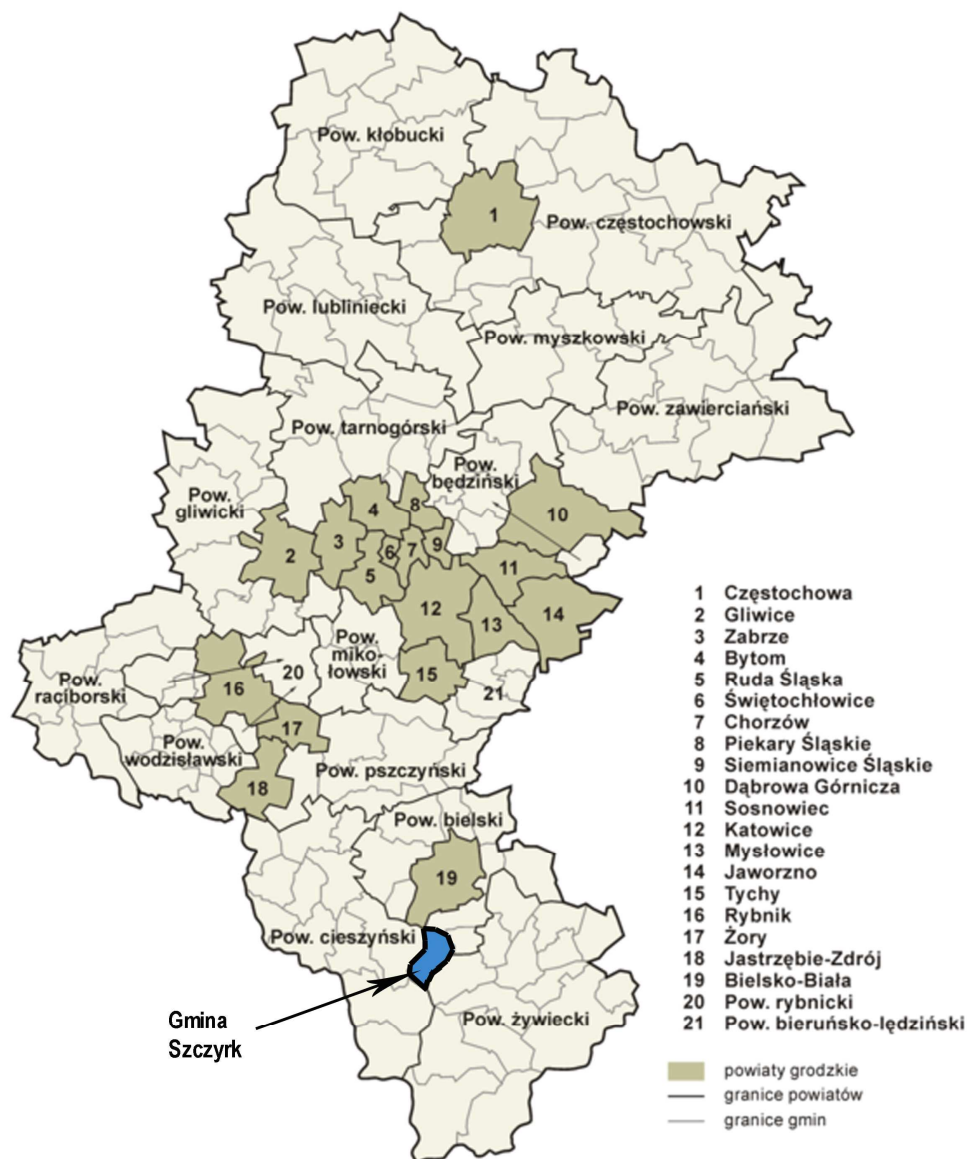 Pow. kłobucki
1
Pow. częstochowski
Pow. lubliniecki
Pow. myszkowski
Pow. zawierciański
Pow. tarnogórski
Pow.
będziński
Pow.
gliwicki
8
4
10
3
6
7
9
2
5
11
12
13
14
Pow.
miko-
łowski
15
20
21
Pow.
raciborski
16
17
Pow.
wodzisławski
Pow. pszczyński
18
Pow. bielski
19
Pow. cieszyński
Gmina
Szczyrk
Pow. żywiecki
1 Częstochowa
2 Gliwice
3 Zabrze
4 Bytom
5 Ruda Śląska
6 Świętochłowice
7 Chorzów
8 Piekary Śląskie
9 Siemianowice Śląskie
10 Dąbrowa Górnicza
11 Sosnowiec
12 Katowice
13 Mysłowice
14 Jaworzno
15 Tychy
16 Rybnik
17 Żory
18 Jastrzębie-Zdrój
19 Bielsko-Biała
20 Pow. rybnicki
21 Pow. bieruńsko-lędziński
powiaty grodzkie
granice powiatów
granice gmin